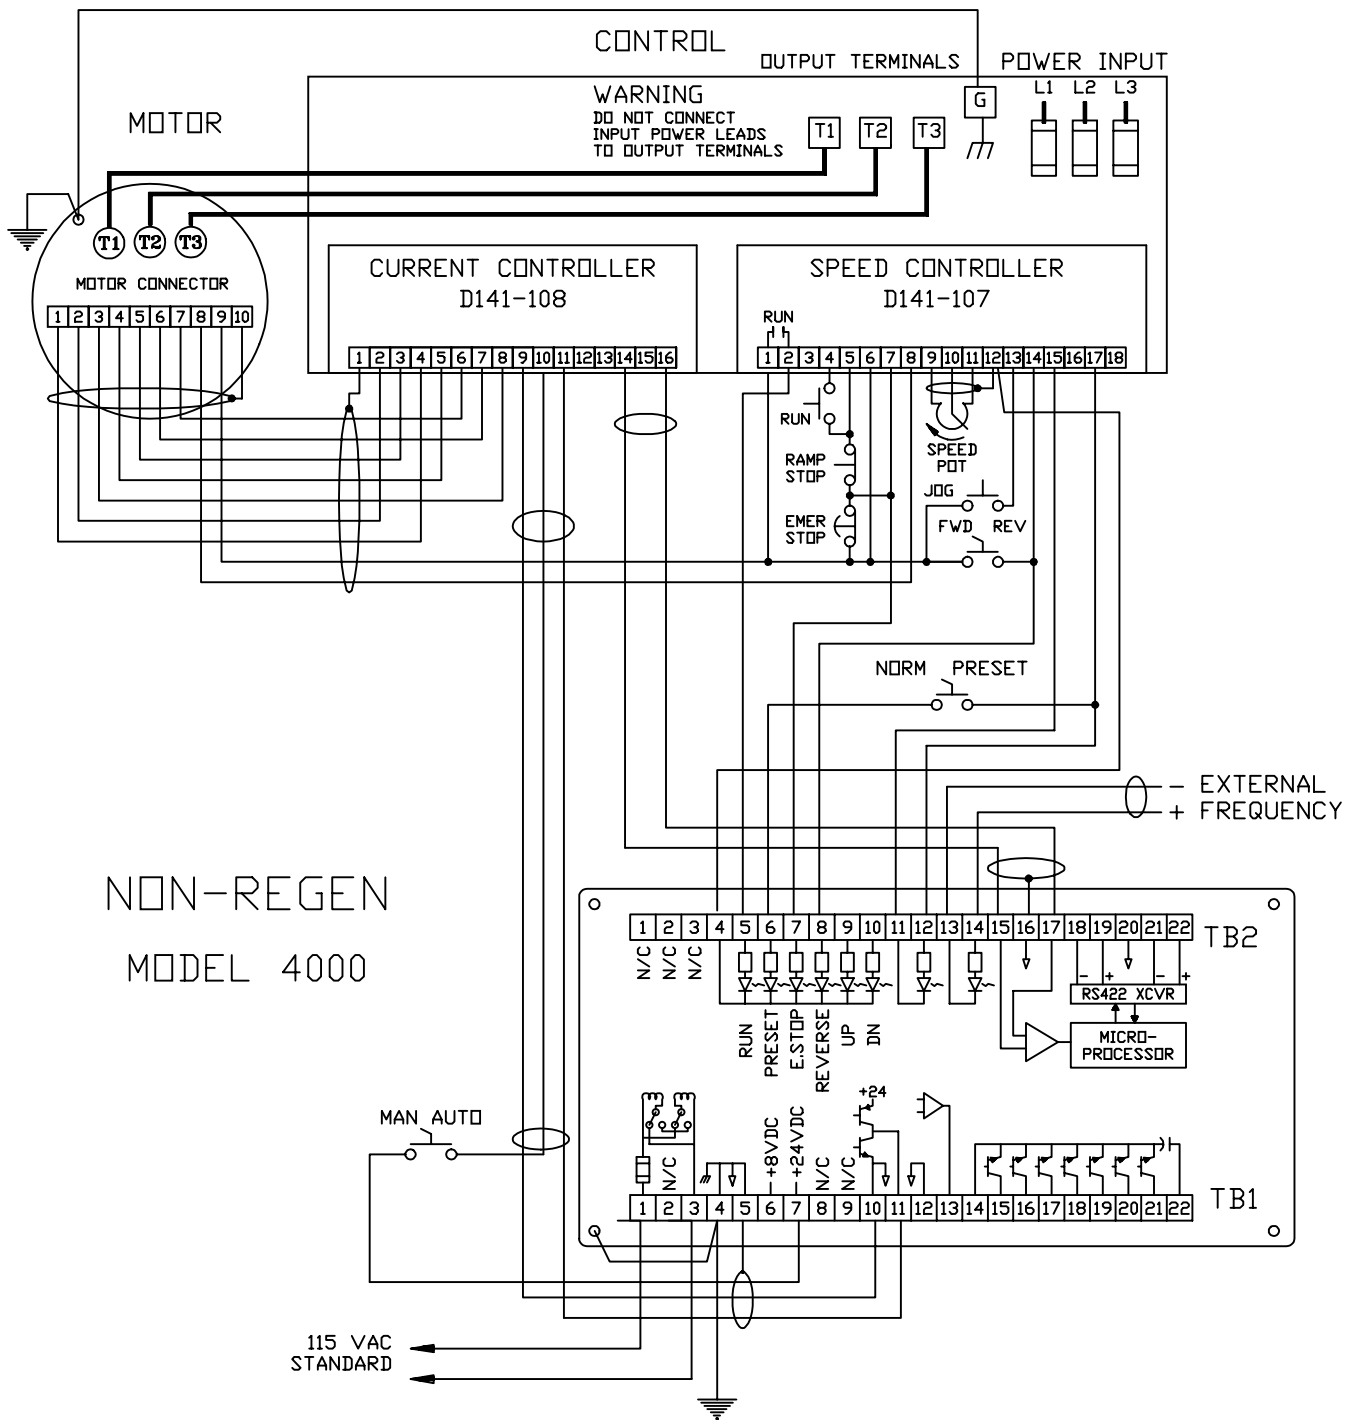 CONTROL
OUTPUT TERMINALS
POWER INPUT
L1 L2 L3
G
MOTOR
WARNING
DO NOT CONNECT
INPUT POWER LEADS
TO OUTPUT TERMINALS
T1 T2 T3
T1 T2 T3
MOTOR CONNECTOR
1 2 3 4 5 6 7 8 9 10
CURRENT CONTROLLER
D141-108
1 2 3 4 5 6 7 8 9 10 11 12 13 14 15 16
SPEED CONTROLLER
D141-107
RUN
1 2 3 4 5 6 7 8 9 10 11 12 13 14 15 16 17 18
RUN
RAMP
STOP
EMER
STOP
SPEED
POT
JOG
FWD REV
NORM PRESET
- EXTERNAL
+ FREQUENCY
NON-REGEN
MODEL 4000
1 2 3 4 5 6 7 8 9 10 11 12 13 14 15 16 17 18 19 20 21 22
TB2
N/C
N/C
N/C
RUN
PRESET
E.STOP
REVERSE
UP
DN
- + - +
RS422 XCVR
MICRO-
PROCESSOR
MAN AUTO
N/C
+8VDC
+24VDC
N/C
N/C
+24
1 2 3 4 5 6 7 8 9 10 11 12 13 14 15 16 17 18 19 20 21 22
TB1
115 VAC
STANDARD